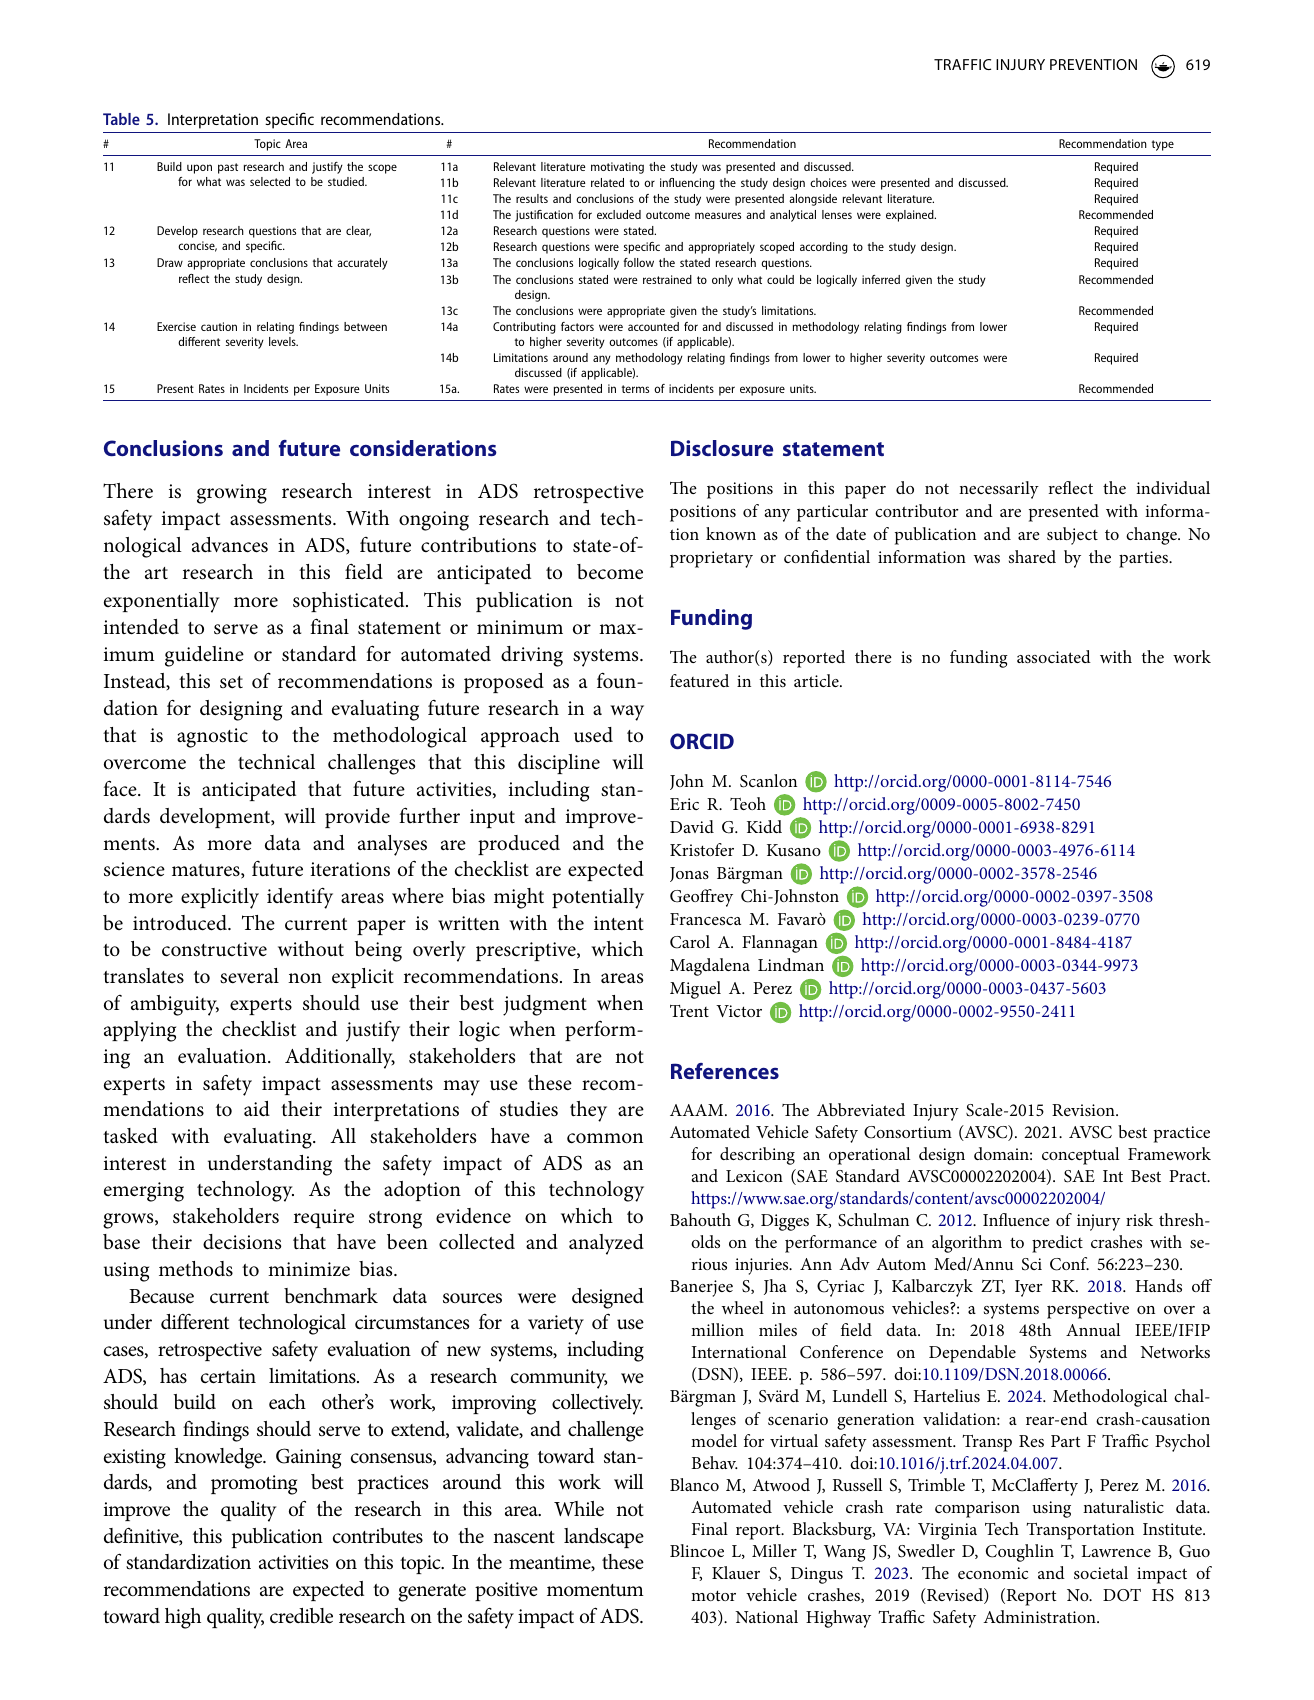 TRAFFIC INJURY PREVENTION 619
Table 5. Interpretation specific recommendations.
# Topic Area # Recommendation Recommendation type
11 Build upon past research and justify the scope 11a Relevant literature motivating the study was presented and discussed. Required
for what was selected to be studied. 11b Relevant literature related to or influencing the study design choices were presented and discussed. Required
11c The results and conclusions of the study were presented alongside relevant literature. Required
11d The justification for excluded outcome measures and analytical lenses were explained. Recommended
12 Develop research questions that are clear, 12a Research questions were stated. Required
concise, and specific. 12b Research questions were specific and appropriately scoped according to the study design. Required
13 Draw appropriate conclusions that accurately 13a The conclusions logically follow the stated research questions. Required
reflect the study design. 13b The conclusions stated were restrained to only what could be logically inferred given the study Recommended
design.
13c The conclusions were appropriate given the study's limitations. Recommended
14 Exercise caution in relating findings between 14a Contributing factors were accounted for and discussed in methodology relating findings from lower Required
different severity levels. to higher severity outcomes (if applicable).
14b Limitations around any methodology relating findings from lower to higher severity outcomes were Required
discussed (if applicable).
15 Present Rates in Incidents per Exposure Units 15a. Rates were presented in terms of incidents per exposure units. Recommended
Conclusions and future considerations
There is growing research interest in ADS retrospective
safety impact assessments. With ongoing research and tech-
nological advances in ADS, future contributions to state-of-
the art research in this field are anticipated to become
exponentially more sophisticated. This publication is not
intended to serve as a final statement or minimum or max-
imum guideline or standard for automated driving systems.
Instead, this set of recommendations is proposed as a foun-
dation for designing and evaluating future research in a way
that is agnostic to the methodological approach used to
overcome the technical challenges that this discipline will
face. It is anticipated that future activities, including stan-
dards development, will provide further input and improve-
ments. As more data and analyses are produced and the
science matures, future iterations of the checklist are expected
to more explicitly identify areas where bias might potentially
be introduced. The current paper is written with the intent
to be constructive without being overly prescriptive, which
translates to several non explicit recommendations. In areas
of ambiguity, experts should use their best judgment when
applying the checklist and justify their logic when perform-
ing an evaluation. Additionally, stakeholders that are not
experts in safety impact assessments may use these recom-
mendations to aid their interpretations of studies they are
tasked with evaluating. All stakeholders have a common
interest in understanding the safety impact of ADS as an
emerging technology. As the adoption of this technology
grows, stakeholders require strong evidence on which to
base their decisions that have been collected and analyzed
using methods to minimize bias.
Because current benchmark data sources were designed
under different technological circumstances for a variety of use
cases, retrospective safety evaluation of new systems, including
ADS, has certain limitations. As a research community, we
should build on each other's work, improving collectively.
Research findings should serve to extend, validate, and challenge
existing knowledge. Gaining consensus, advancing toward stan-
dards, and promoting best practices around this work will
improve the quality of the research in this area. While not
definitive, this publication contributes to the nascent landscape
of standardization activities on this topic. In the meantime, these
recommendations are expected to generate positive momentum
toward high quality, credible research on the safety impact of ADS.
Disclosure statement
The positions in this paper do not necessarily reflect the individual
positions of any particular contributor and are presented with informa-
tion known as of the date of publication and are subject to change. No
proprietary or confidential information was shared by the parties.
Funding
The author(s) reported there is no funding associated with the work
featured in this article.
ORCID
John M. Scanlon iD http://orcid.org/0000-0001-8114-7546
Eric R. Teoh iD http://orcid.org/0009-0005-8002-7450
David G. Kidd iD http://orcid.org/0000-0001-6938-8291
Kristofer D. Kusano iD http://orcid.org/0000-0003-4976-6114
Jonas Bärgman iD http://orcid.org/0000-0002-3578-2546
Geoffrey Chi-Johnston iD http://orcid.org/0000-0002-0397-3508
Francesca M. Favarò iD http://orcid.org/0000-0003-0239-0770
Carol A. Flannagan iD http://orcid.org/0000-0001-8484-4187
Magdalena Lindman iD http://orcid.org/0000-0003-0344-9973
Miguel A. Perez iD http://orcid.org/0000-0003-0437-5603
Trent Victor iD http://orcid.org/0000-0002-9550-2411
References
AAAM. 2016. The Abbreviated Injury Scale-2015 Revision.
Automated Vehicle Safety Consortium (AVSC). 2021. AVSC best practice
for describing an operational design domain: conceptual Framework
and Lexicon (SAE Standard AVSC00002202004). SAE Int Best Pract.
https://www.sae.org/standards/content/avsc00002202004/
Bahouth G, Digges K, Schulman C. 2012. Influence of injury risk thresh-
olds on the performance of an algorithm to predict crashes with se-
rious injuries. Ann Adv Autom Med/Annu Sci Conf. 56:223–230.
Banerjee S, Jha S, Cyriac J, Kalbarczyk ZT, Iyer RK. 2018. Hands off
the wheel in autonomous vehicles?: a systems perspective on over a
million miles of field data. In: 2018 48th Annual IEEE/IFIP
International Conference on Dependable Systems and Networks
(DSN), IEEE. p. 586–597. doi:10.1109/DSN.2018.00066.
Bärgman J, Svärd M, Lundell S, Hartelius E. 2024. Methodological chal-
lenges of scenario generation validation: a rear-end crash-causation
model for virtual safety assessment. Transp Res Part F Traffic Psychol
Behav. 104:374–410. doi:10.1016/j.trf.2024.04.007.
Blanco M, Atwood J, Russell S, Trimble T, McClafferty J, Perez M. 2016.
Automated vehicle crash rate comparison using naturalistic data.
Final report. Blacksburg, VA: Virginia Tech Transportation Institute.
Blincoe L, Miller T, Wang JS, Swedler D, Coughlin T, Lawrence B, Guo
F, Klauer S, Dingus T. 2023. The economic and societal impact of
motor vehicle crashes, 2019 (Revised) (Report No. DOT HS 813
403). National Highway Traffic Safety Administration.